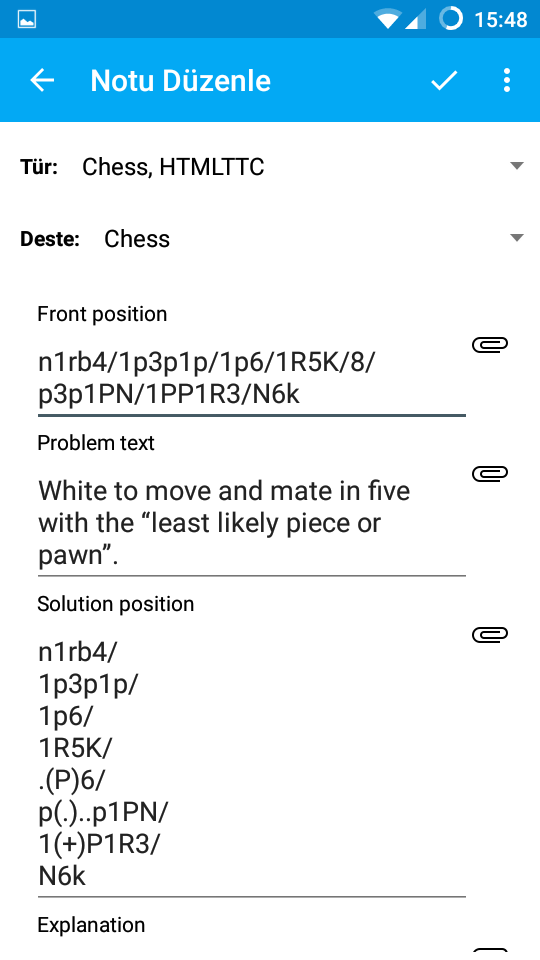 15:48
Notu Düzenle
Tür: Chess, HTMLTTC
Deste: Chess
Front position
n1rb4/1p3p1p/1p6/1R5K/8/
p3p1PN/1PP1R3/N6k
Problem text
White to move and mate in five
with the “least likely piece or
pawn”.
Solution position
n1rb4/
1p3p1p/
1p6/
1R5K/
.(P)6/
p(.)..p1PN/
1(+)P1R3/
N6k
Explanation